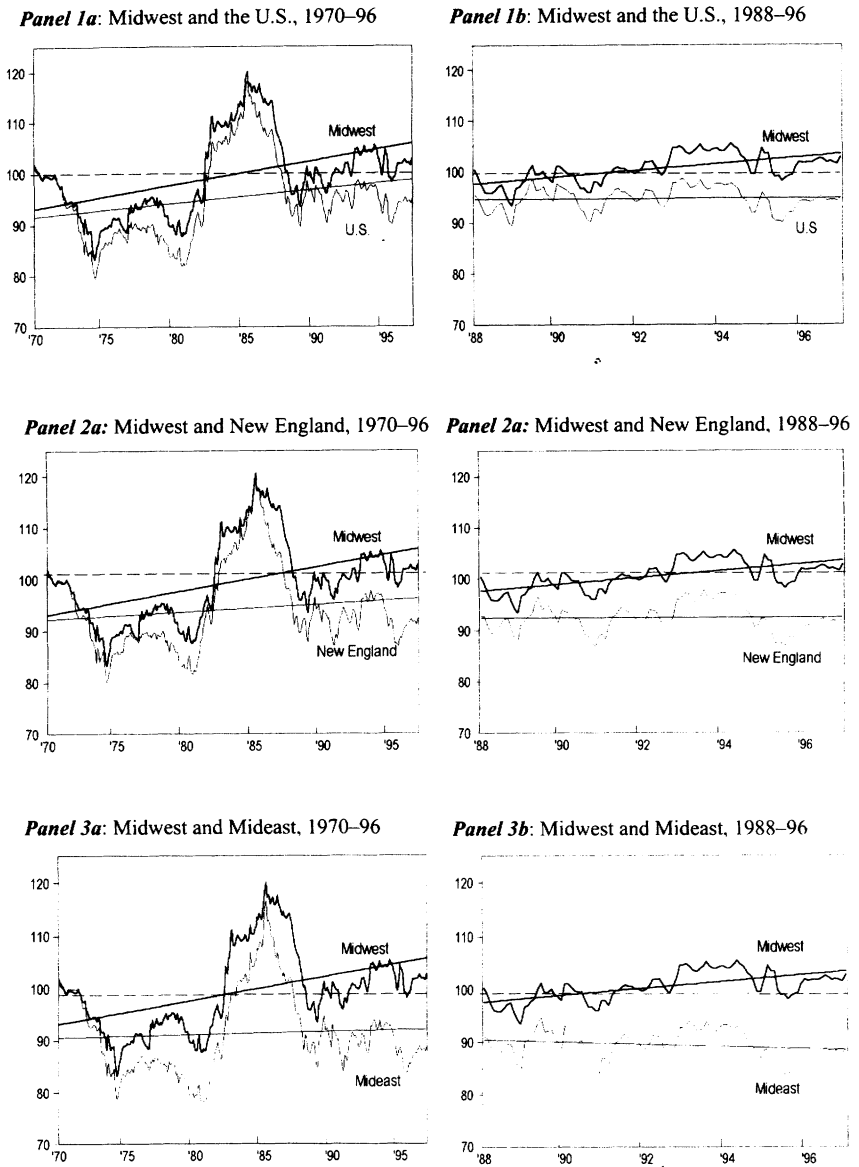 Panel 1a: Midwest and the U.S., 1970–96
120
110
100
90
80
70
Midwest
U.S.
'70 '75 '80 '85 '90 '95
Panel 1b: Midwest and the U.S., 1988–96
120
110
100
90
80
70
Midwest
U.S
'88 '90 '92 '94 '96
Panel 2a: Midwest and New England, 1970–96
120
110
100
90
80
70
Midwest
New England
'70 '75 '80 '85 '90 '95
Panel 2a: Midwest and New England, 1988–96
120
110
100
90
80
70
Midwest
New England
'88 '90 '92 '94 '96
Panel 3a: Midwest and Mideast, 1970–96
120
110
100
90
80
70
Midwest
Mideast
'70 '75 '80 '85 '90 '95
Panel 3b: Midwest and Mideast, 1988–96
120
110
100
90
80
70
Midwest
Mideast
'88 '90 '92 '94 '96